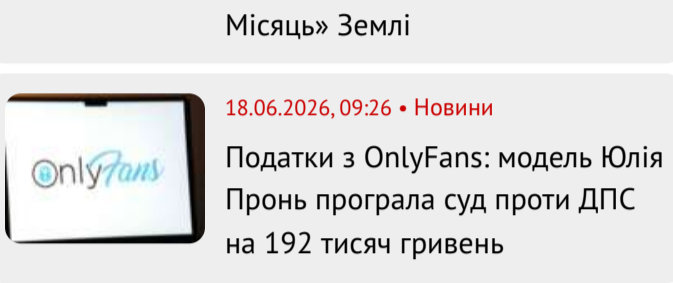 Місяць» Землі
18.06.2026, 09:26 • Новини
OnlyFans
Податки з OnlyFans: модель Юлія
Пронь програла суд проти ДПС
на 192 тисяч гривень